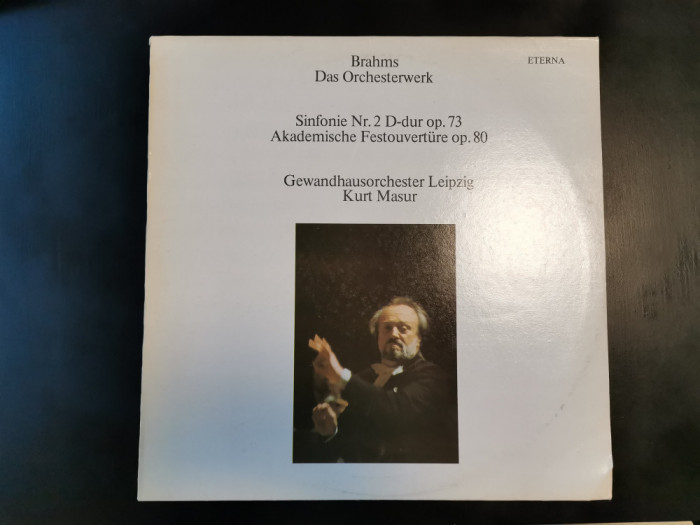 Brahms
Das Orchesterwerk
ETERNA
Sinfonie Nr. 2 D-dur op. 73
Akademische Festouvertüre op. 80
Gewandhausorchester Leipzig
Kurt Masur